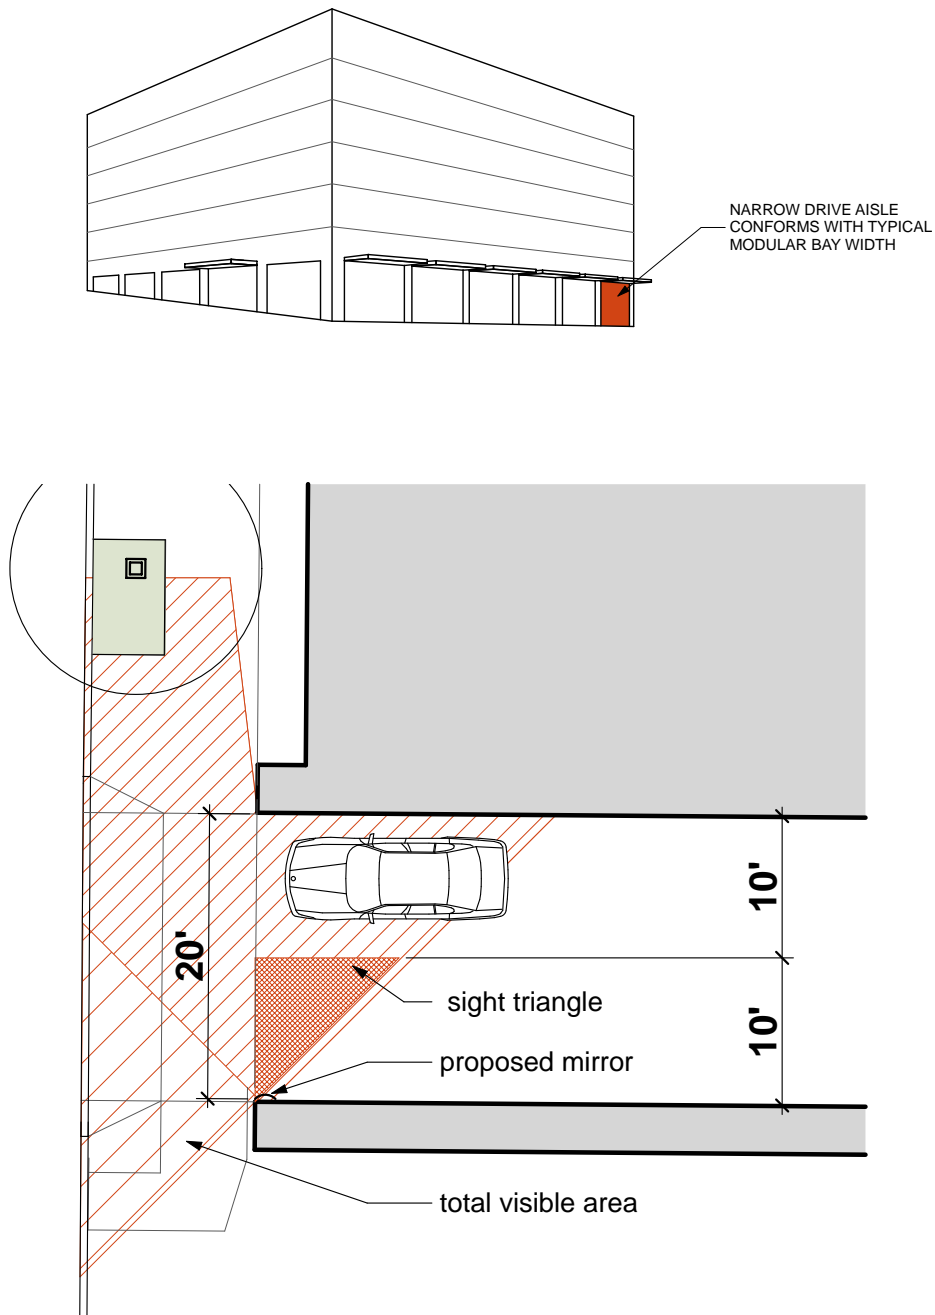 NARROW DRIVE AISLE
CONFORMS WITH TYPICAL
MODULAR BAY WIDTH
10'
20'
sight triangle
10'
proposed mirror
total visible area